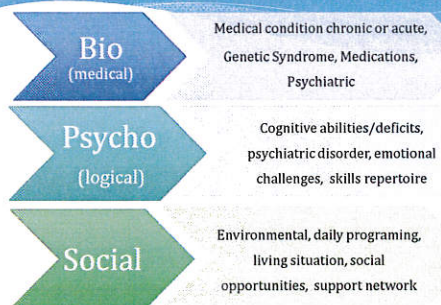 Bio
(medical)
Medical condition chronic or acute,
Genetic Syndrome, Medications,
Psychiatric
Psycho
(logical)
Cognitive abilities/deficits,
psychiatric disorder, emotional
challenges, skills repertoire
Social
Environmental, daily programing,
living situation, social
opportunities, support network